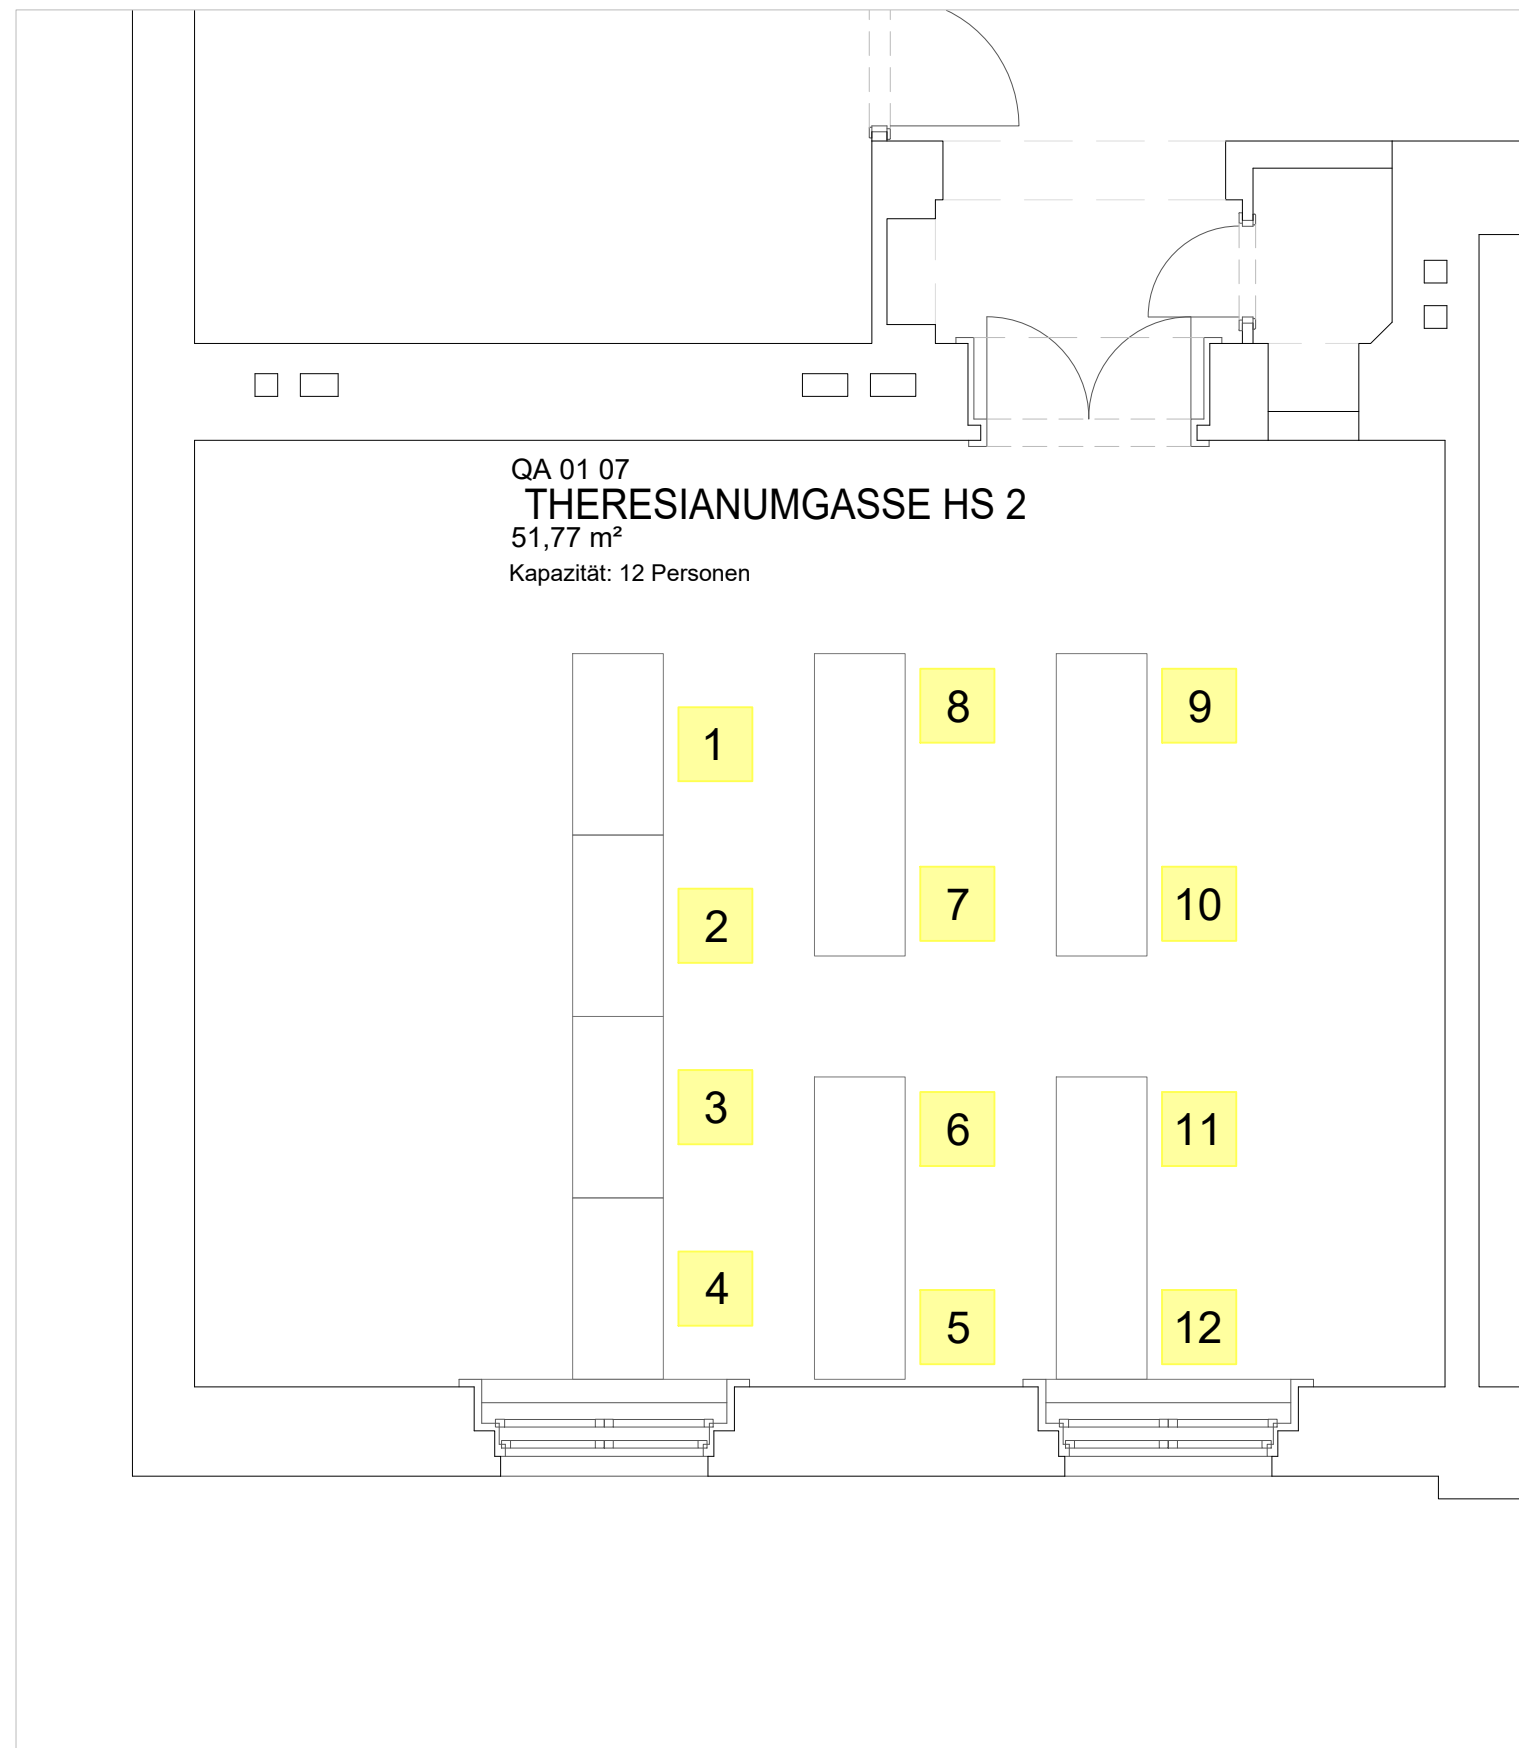 QA 01 07
THERESIANUMGASSE HS 2
51,77 m²
Kapazität: 12 Personen
8 9
1
7 10
2
3
6 11
4
5 12